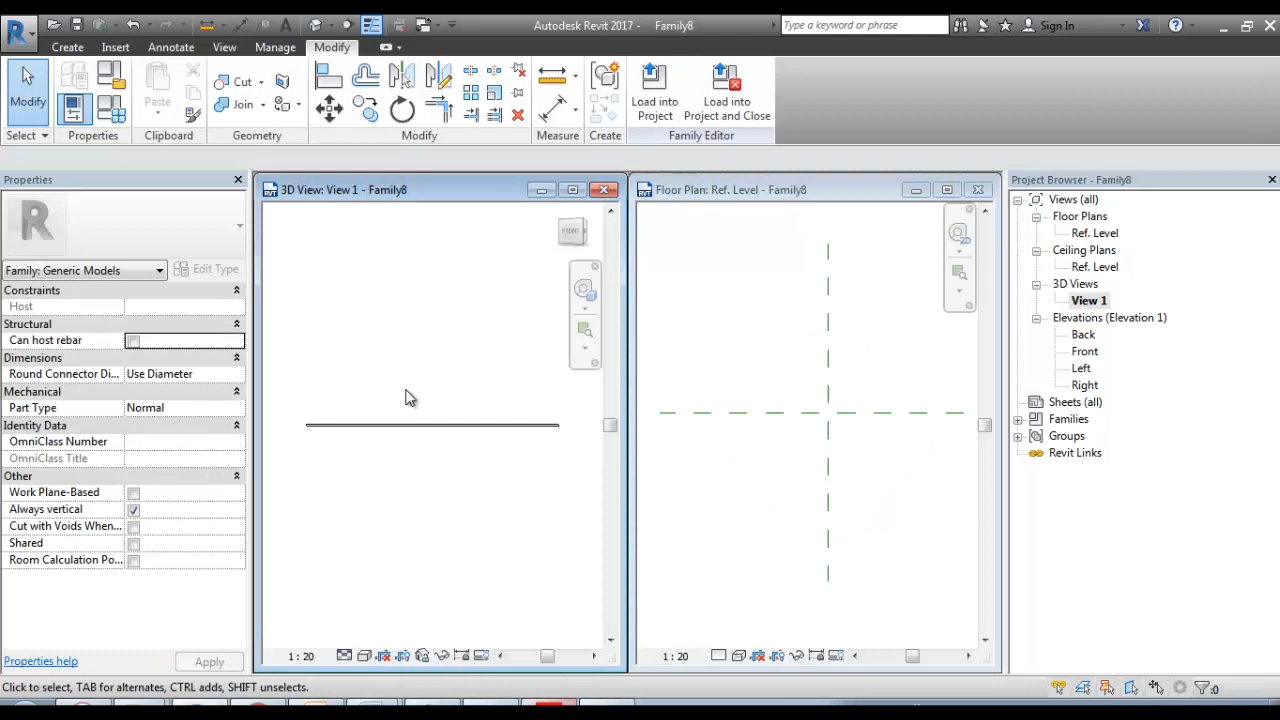 Autodesk Revit 2017 - Family8
Type a keyword or phrase
Sign In
Create Insert Annotate View Manage Modify
Modify
Paste
Cut
Join
Load into Project
Load into Project and Close
Select Properties Clipboard Geometry Modify Measure Create Family Editor
Properties
Family: Generic Models
Edit Type
Constraints
Host
Structural
Can host rebar
Dimensions
Round Connector Di... Use Diameter
Mechanical
Part Type Normal
Identity Data
OmniClass Number
OmniClass Title
Other
Work Plane-Based
Always vertical
Cut with Voids When...
Shared
Room Calculation Po...
Properties help
Apply
3D View: View 1 - Family8
FRONT
1 : 20
Floor Plan: Ref. Level - Family8
2D
1 : 20
Project Browser - Family8
Views (all)
Floor Plans
Ref. Level
Ceiling Plans
Ref. Level
3D Views
View 1
Elevations (Elevation 1)
Back
Front
Left
Right
Sheets (all)
Families
Groups
Revit Links
Click to select, TAB for alternates, CTRL adds, SHIFT unselects.
:0